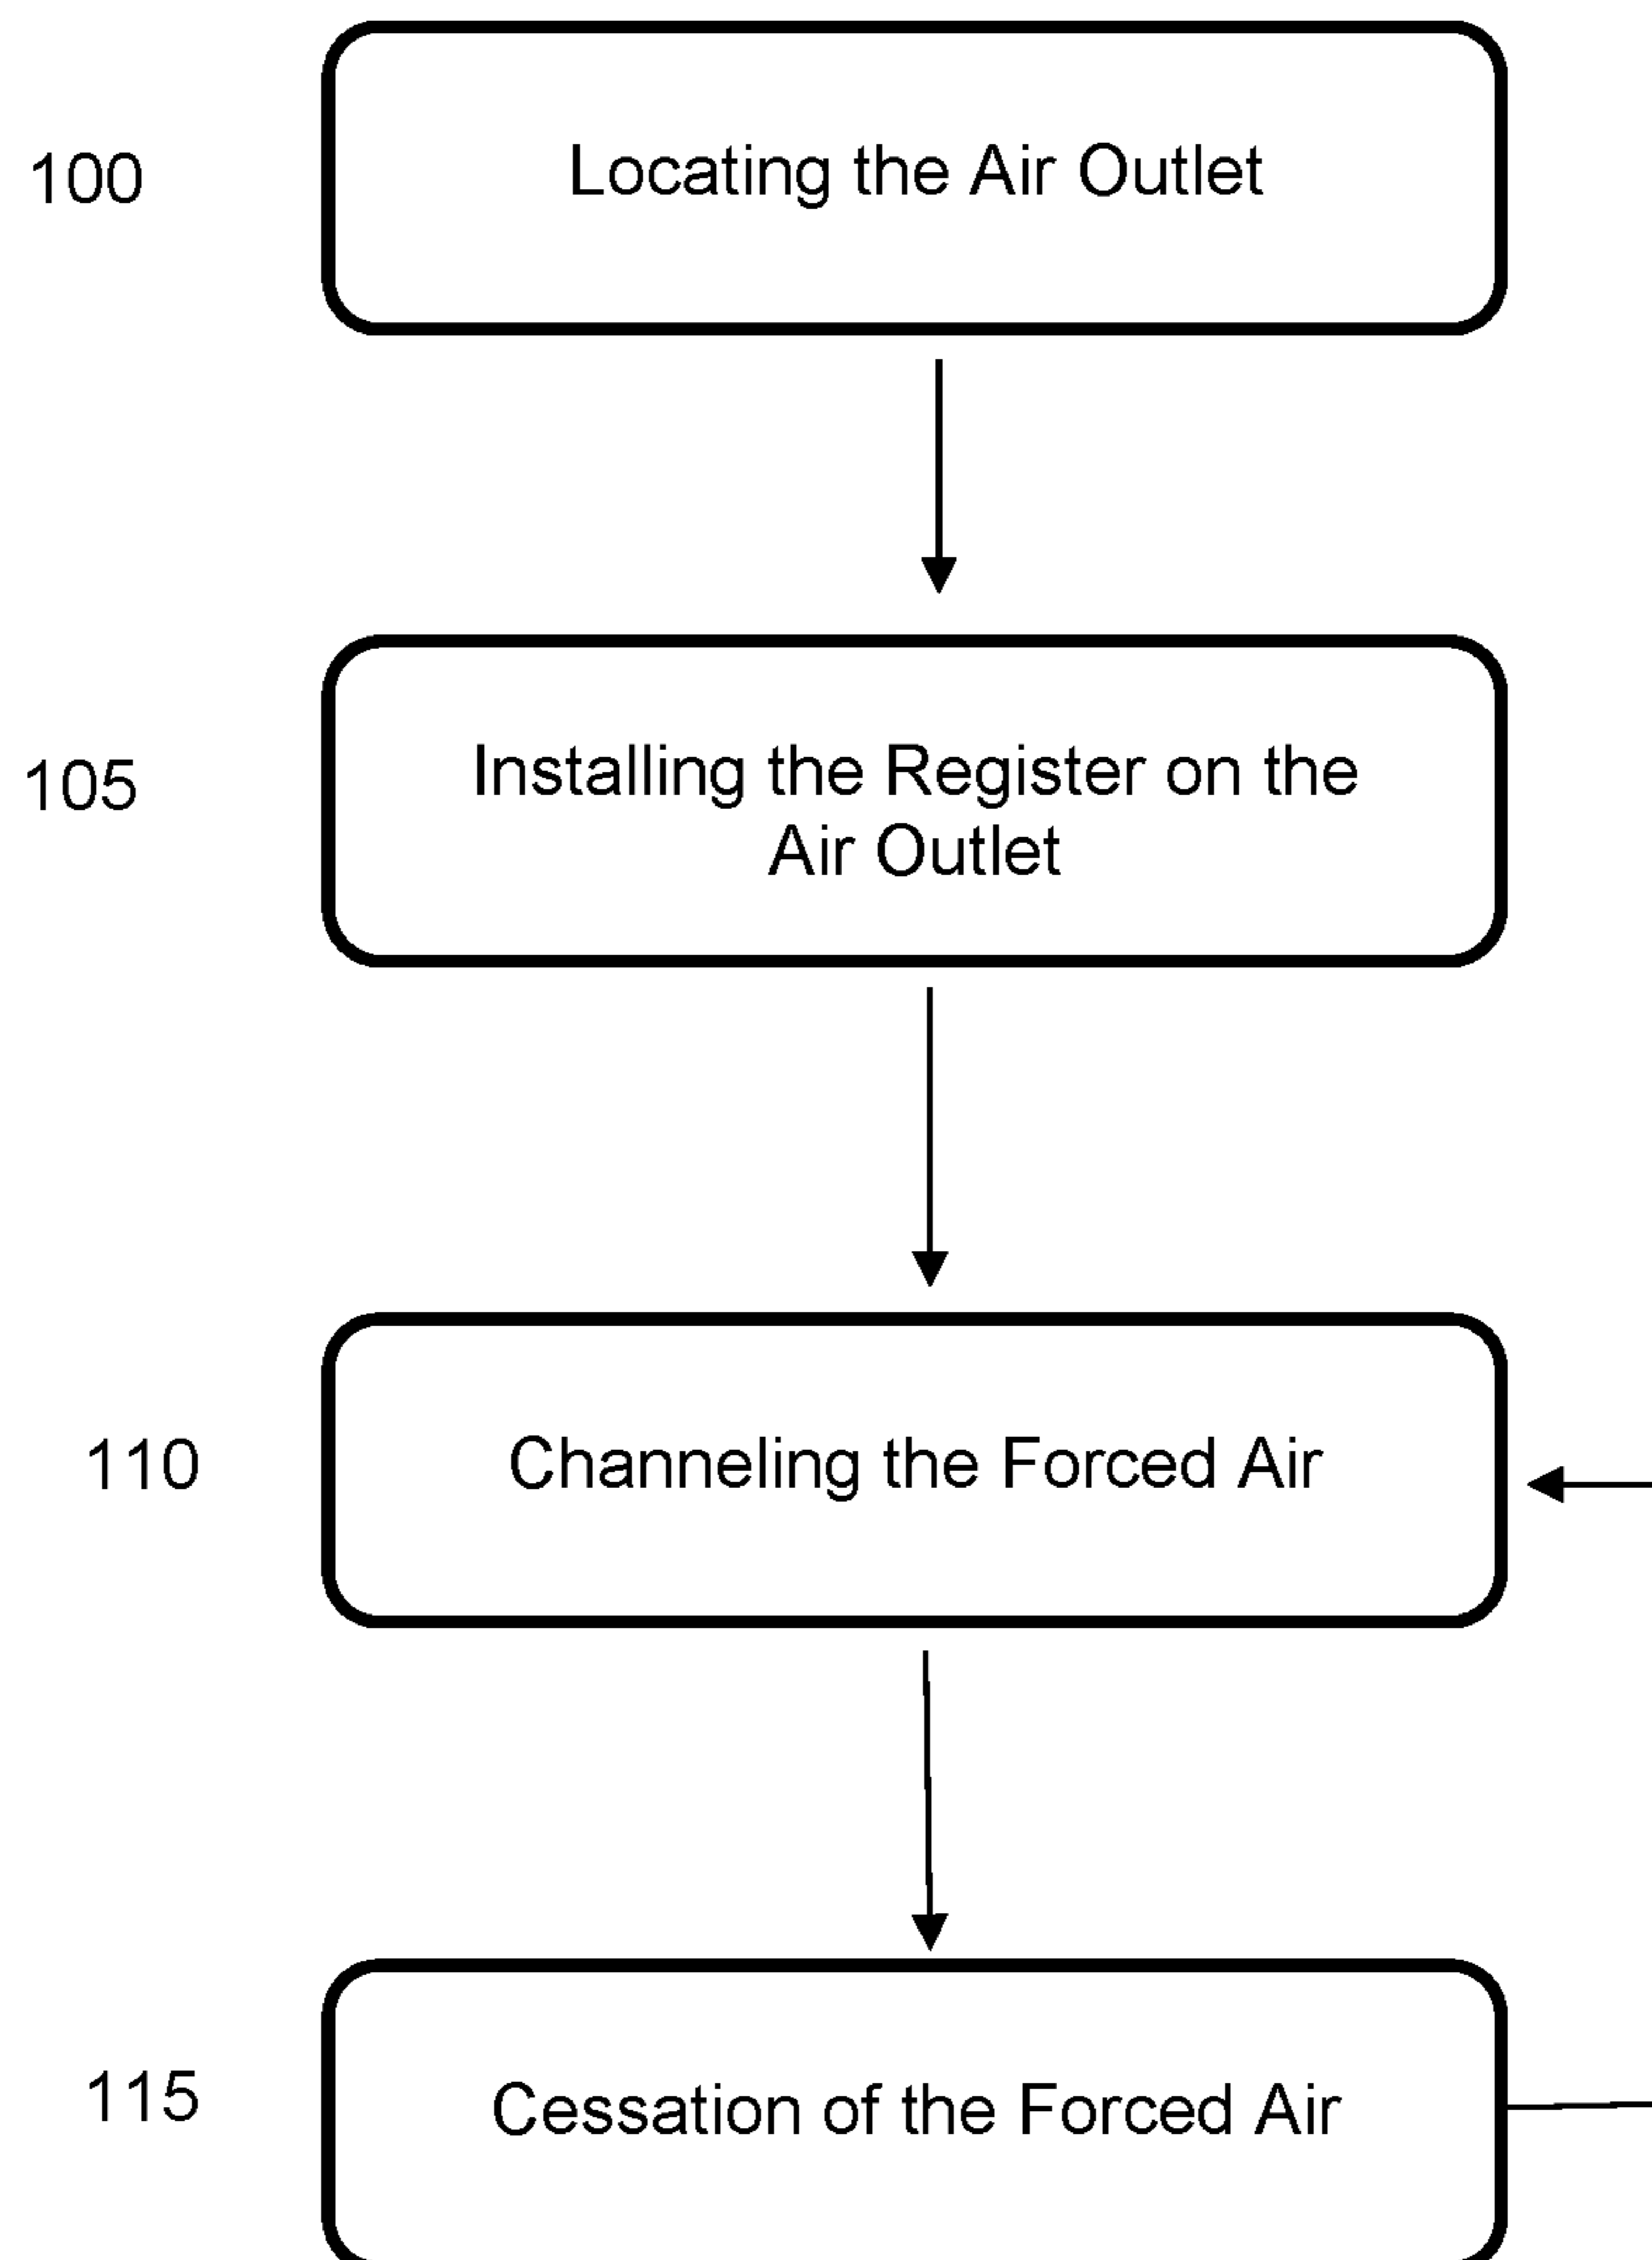 100
Locating the Air Outlet
105
Installing the Register on the
Air Outlet
110
Channeling the Forced Air
115
Cessation of the Forced Air